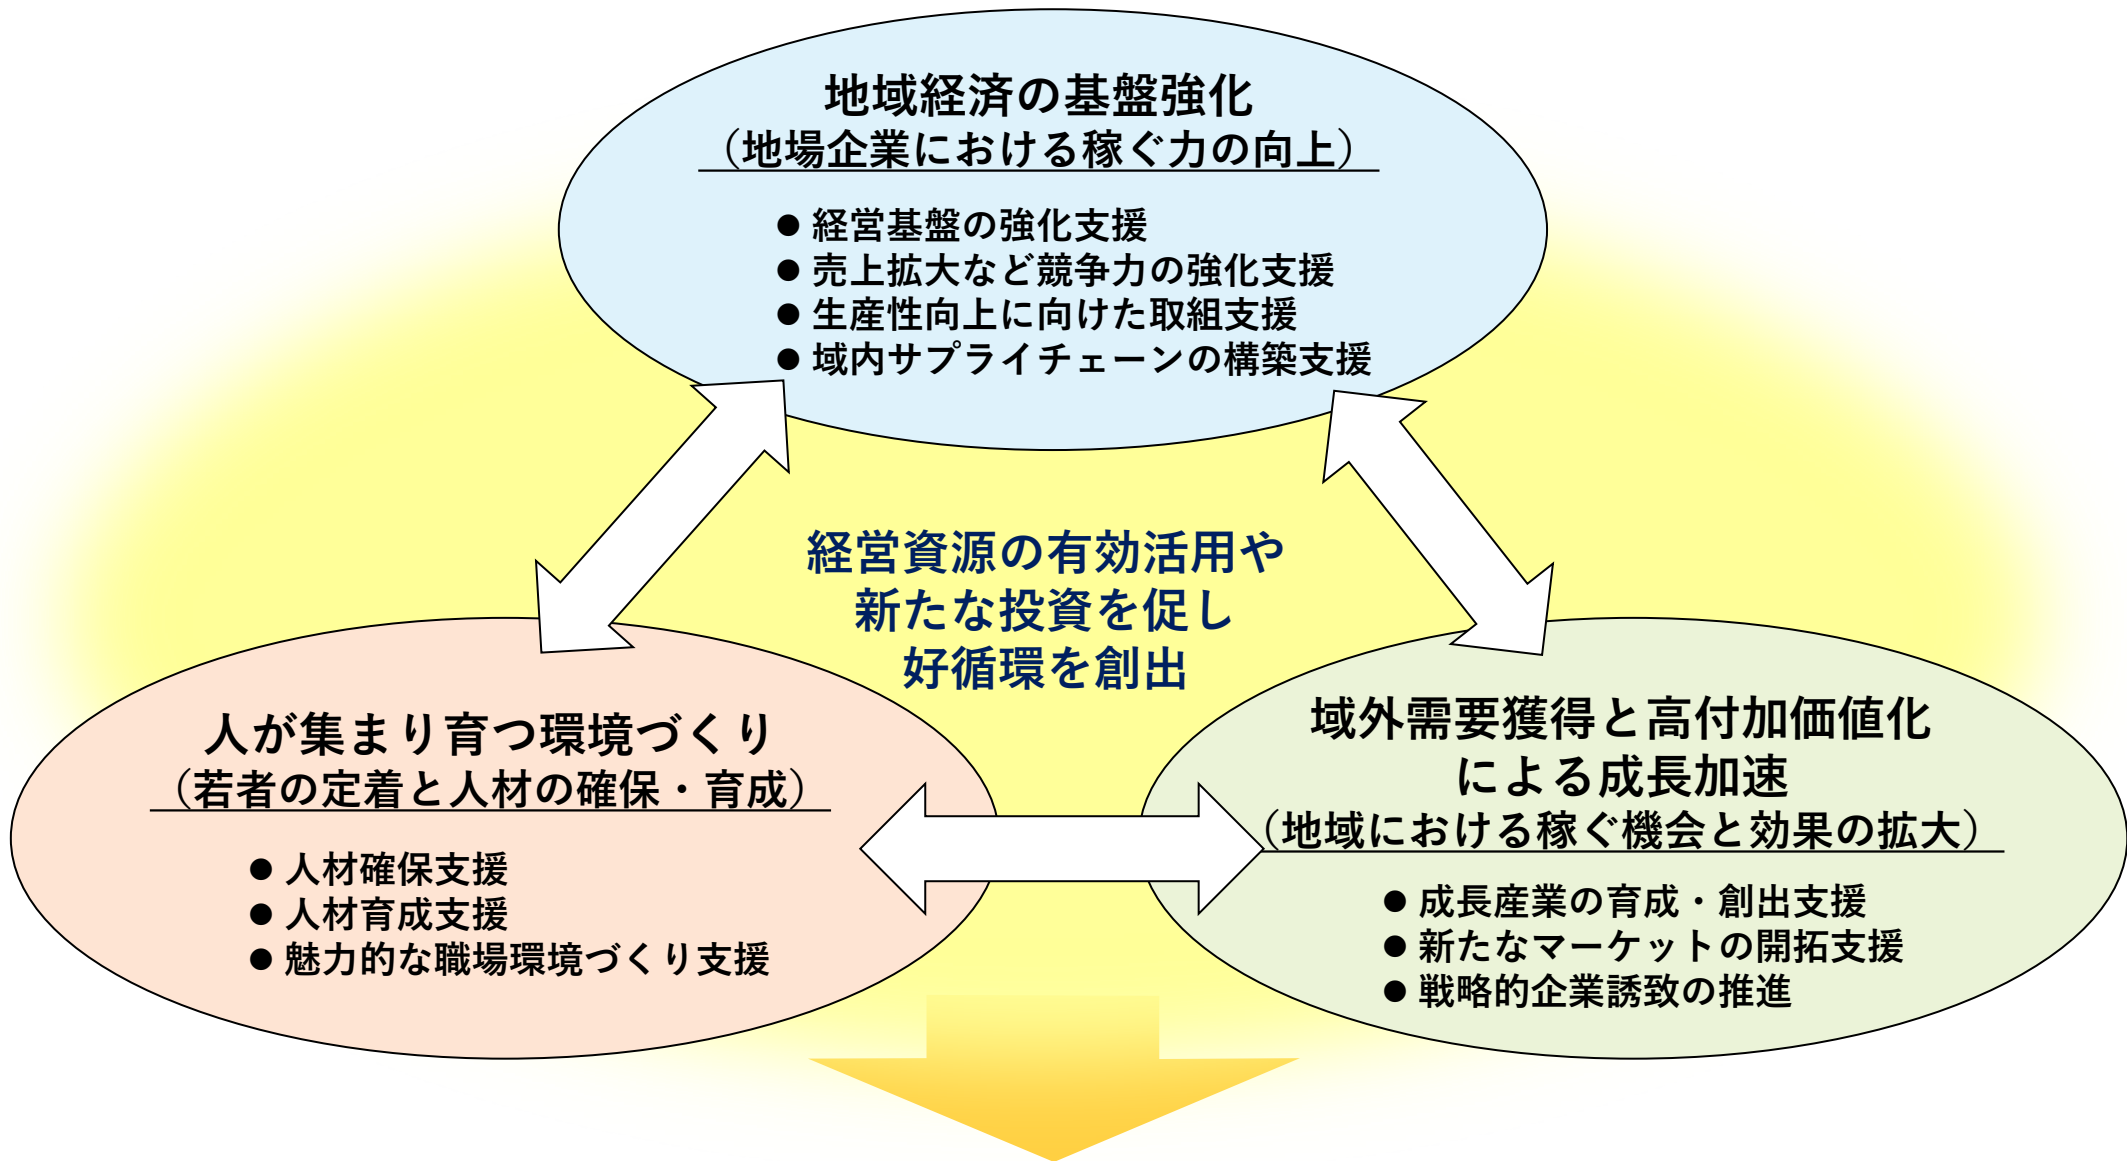 地域経済の基盤強化
（地場企業における稼ぐ力の向上）
● 経営基盤の強化支援
● 売上拡大など競争力の強化支援
● 生産性向上に向けた取組支援
● 域内サプライチェーンの構築支援
経営資源の有効活用や
新たな投資を促し
好循環を創出
人が集まり育つ環境づくり
（若者の定着と人材の確保・育成）
● 人材確保支援
● 人材育成支援
● 魅力的な職場環境づくり支援
域外需要獲得と高付加価値化
による成長加速
（地域における稼ぐ機会と効果の拡大）
● 成長産業の育成・創出支援
● 新たなマーケットの開拓支援
● 戦略的企業誘致の推進